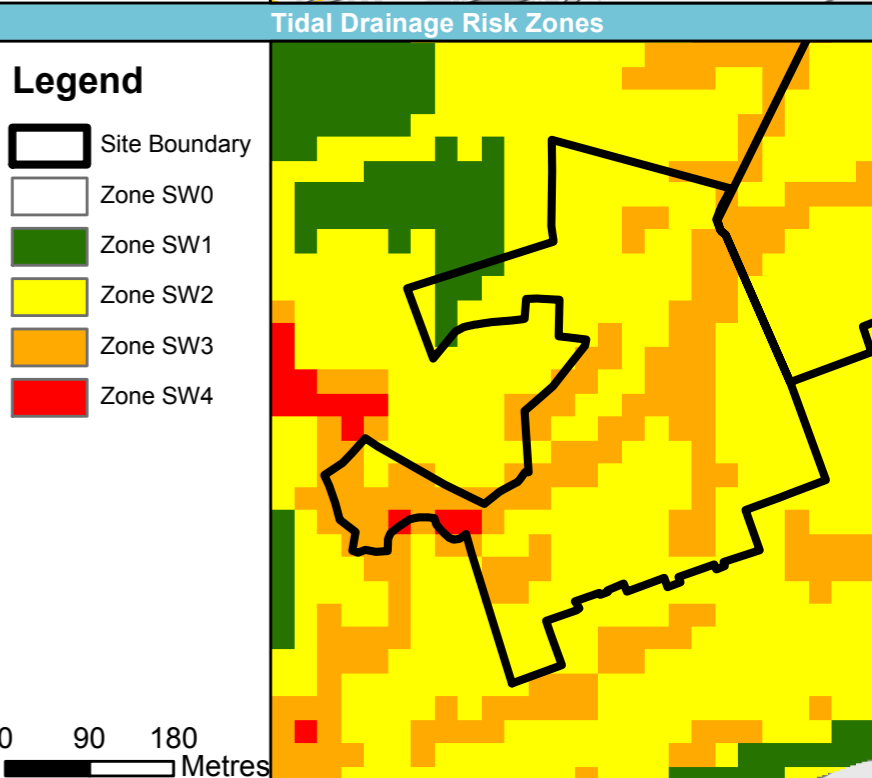 Tidal Drainage Risk Zones
Legend
Site Boundary
Zone SW0
Zone SW1
Zone SW2
Zone SW3
Zone SW4
0 90 180
Metres